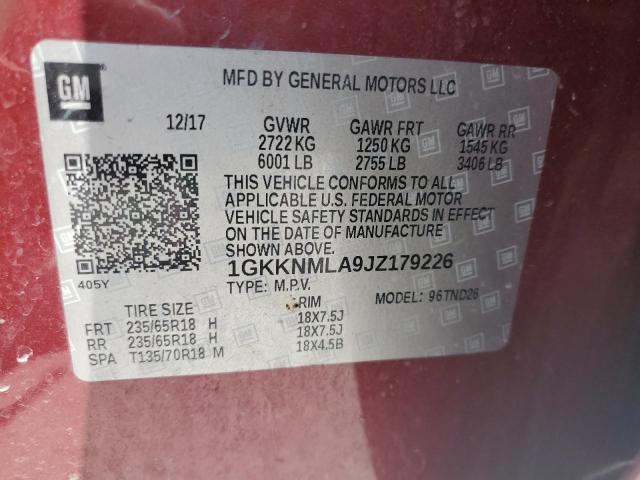 GM
MFD BY GENERAL MOTORS LLC
12/17 GVWR GAWR FRT GAWR RR
2722 KG 1250 KG 1545 KG
6001 LB 2755 LB 3406 LB
THIS VEHICLE CONFORMS TO ALL
APPLICABLE U.S. FEDERAL MOTOR
VEHICLE SAFETY STANDARDS IN EFFECT
ON THE DATE OF MANUFACTURE
SHOWN ABOVE.
405Y
1GKKNMLA9JZ179226
TYPE: M.P.V. MODEL: 96TND26
TIRE SIZE RIM
FRT 235/65R18 H 18X7.5J
RR 235/65R18 H 18X7.5J
SPA T135/70R18 M 18X4.5B